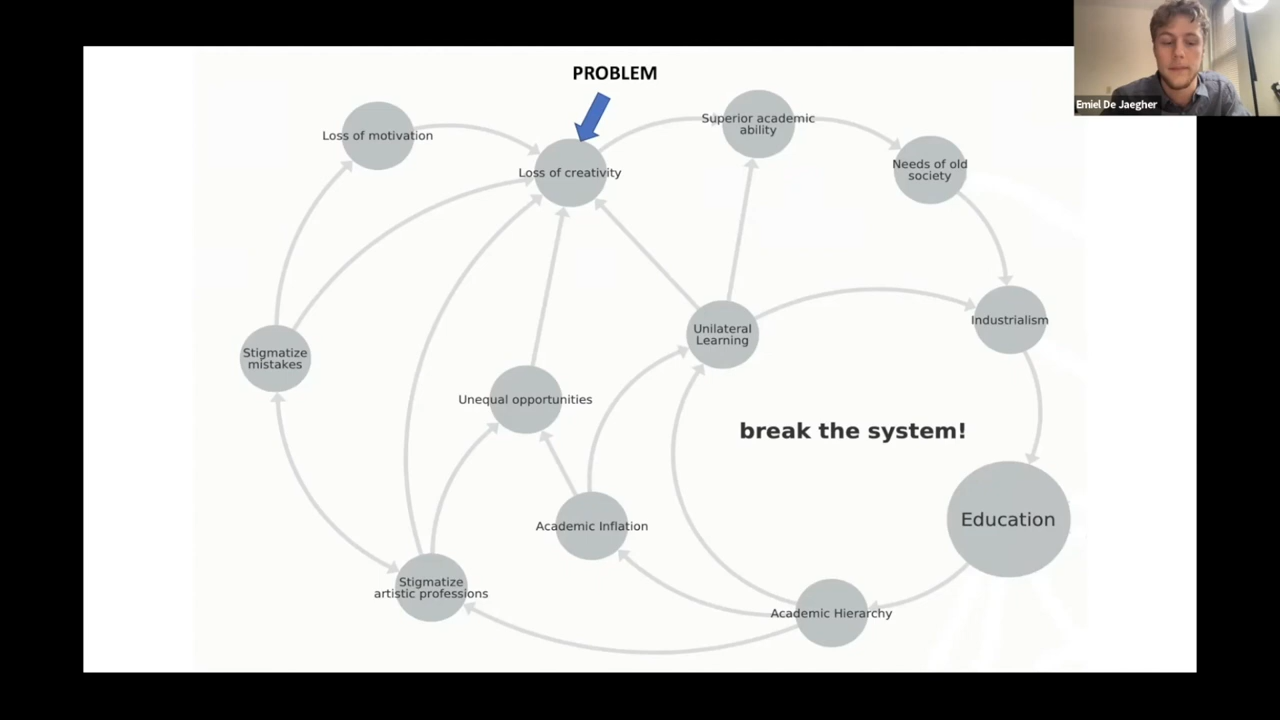 PROBLEM
Emiel De Jaegher
Loss of motivation
Superior academic
ability
Loss of creativity
Needs of old
society
Unilateral
Learning
Industrialism
Stigmatize
mistakes
Unequal opportunities
break the system!
Academic Inflation
Education
Stigmatize
artistic professions
Academic Hierarchy